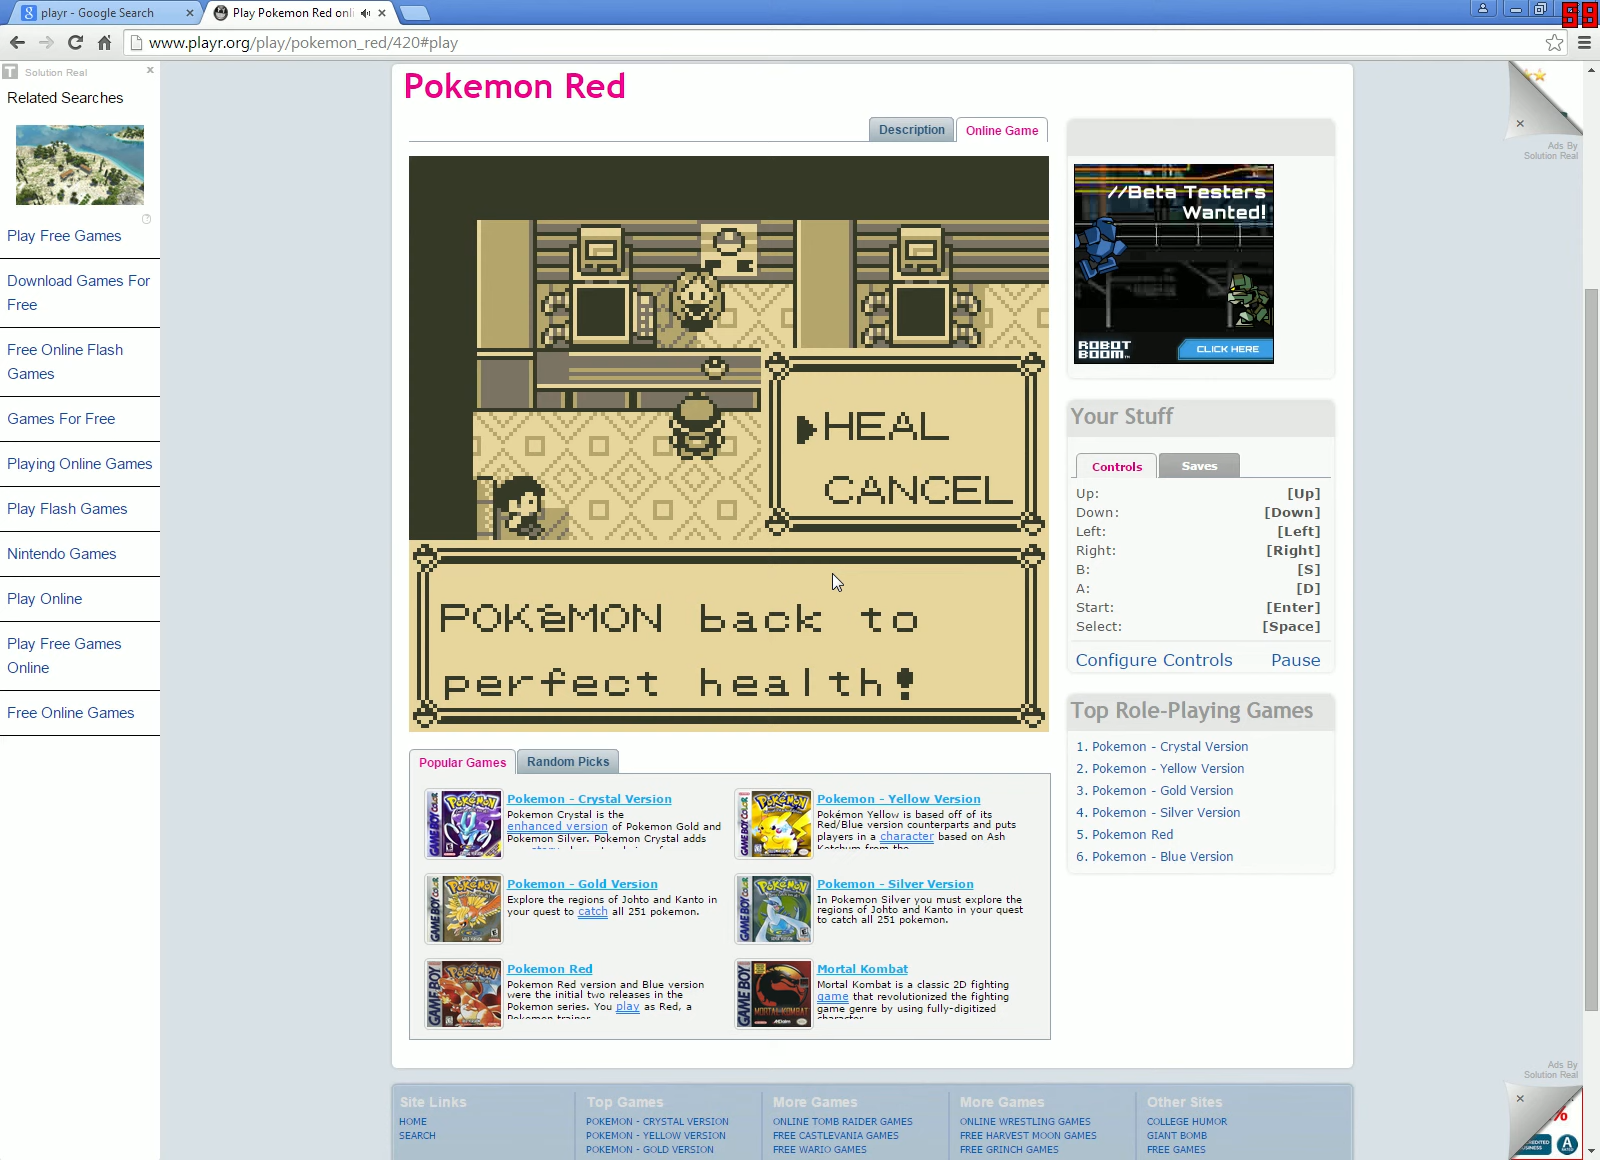 playr - Google Search
Play Pokemon Red onl
59
www.playr.org/play/pokemon_red/420#play
Solution Real
Related Searches
Play Free Games
Download Games For
Free
Free Online Flash
Games
Games For Free
Playing Online Games
Play Flash Games
Nintendo Games
Play Online
Play Free Games
Online
Free Online Games
Pokemon Red
Description
Online Game
HEAL
CANCEL
POKéMON back to
perfect health!
//Beta Testers
Wanted!
ROBOT
BOOM
CLICK HERE
Ads By
Solution Real
Your Stuff
Controls
Saves
Up: [Up]
Down: [Down]
Left: [Left]
Right: [Right]
B: [S]
A: [D]
Start: [Enter]
Select: [Space]
Configure Controls
Pause
Top Role-Playing Games
1. Pokemon - Crystal Version
2. Pokemon - Yellow Version
3. Pokemon - Gold Version
4. Pokemon - Silver Version
5. Pokemon Red
6. Pokemon - Blue Version
Popular Games
Random Picks
Pokemon - Crystal Version
Pokemon Crystal is the
enhanced version of Pokemon Gold and
Pokemon Silver. Pokemon Crystal adds
Pokemon - Yellow Version
Pokémon Yellow is based off of its
Red/Blue version counterparts and puts
players in a character based on Ash
Ketchum from the
Pokemon - Gold Version
Explore the regions of Johto and Kanto in
your quest to catch all 251 pokemon.
Pokemon - Silver Version
In Pokemon Silver you must explore the
regions of Johto and Kanto in your quest
to catch all 251 pokemon.
Pokemon Red
Pokemon Red version and Blue version
were the initial two releases in the
Pokemon series. You play as Red, a
Pokemon trainer
Mortal Kombat
Mortal Kombat is a classic 2D fighting
game that revolutionized the fighting
game genre by using fully-digitized
Ads By
Solution Real
Site Links
HOME
SEARCH
Top Games
POKEMON - CRYSTAL VERSION
POKEMON - YELLOW VERSION
POKEMON - GOLD VERSION
More Games
ONLINE TOMB RAIDER GAMES
FREE CASTLEVANIA GAMES
FREE WARIO GAMES
More Games
ONLINE WRESTLING GAMES
FREE HARVEST MOON GAMES
FREE GRINCH GAMES
Other Sites
COLLEGE HUMOR
GIANT BOMB
FREE GAMES